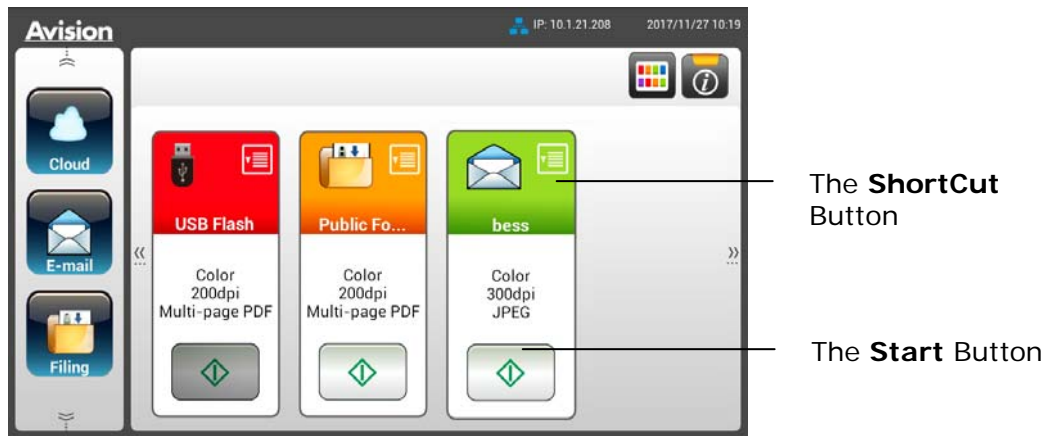 Avision
IP: 10.1.21.208
2017/11/27 10:19
Cloud
E-mail
Filing
USB Flash
Color
200dpi
Multi-page PDF
Public Fo...
Color
200dpi
Multi-page PDF
bess
Color
300dpi
JPEG
The ShortCut
Button
The Start Button